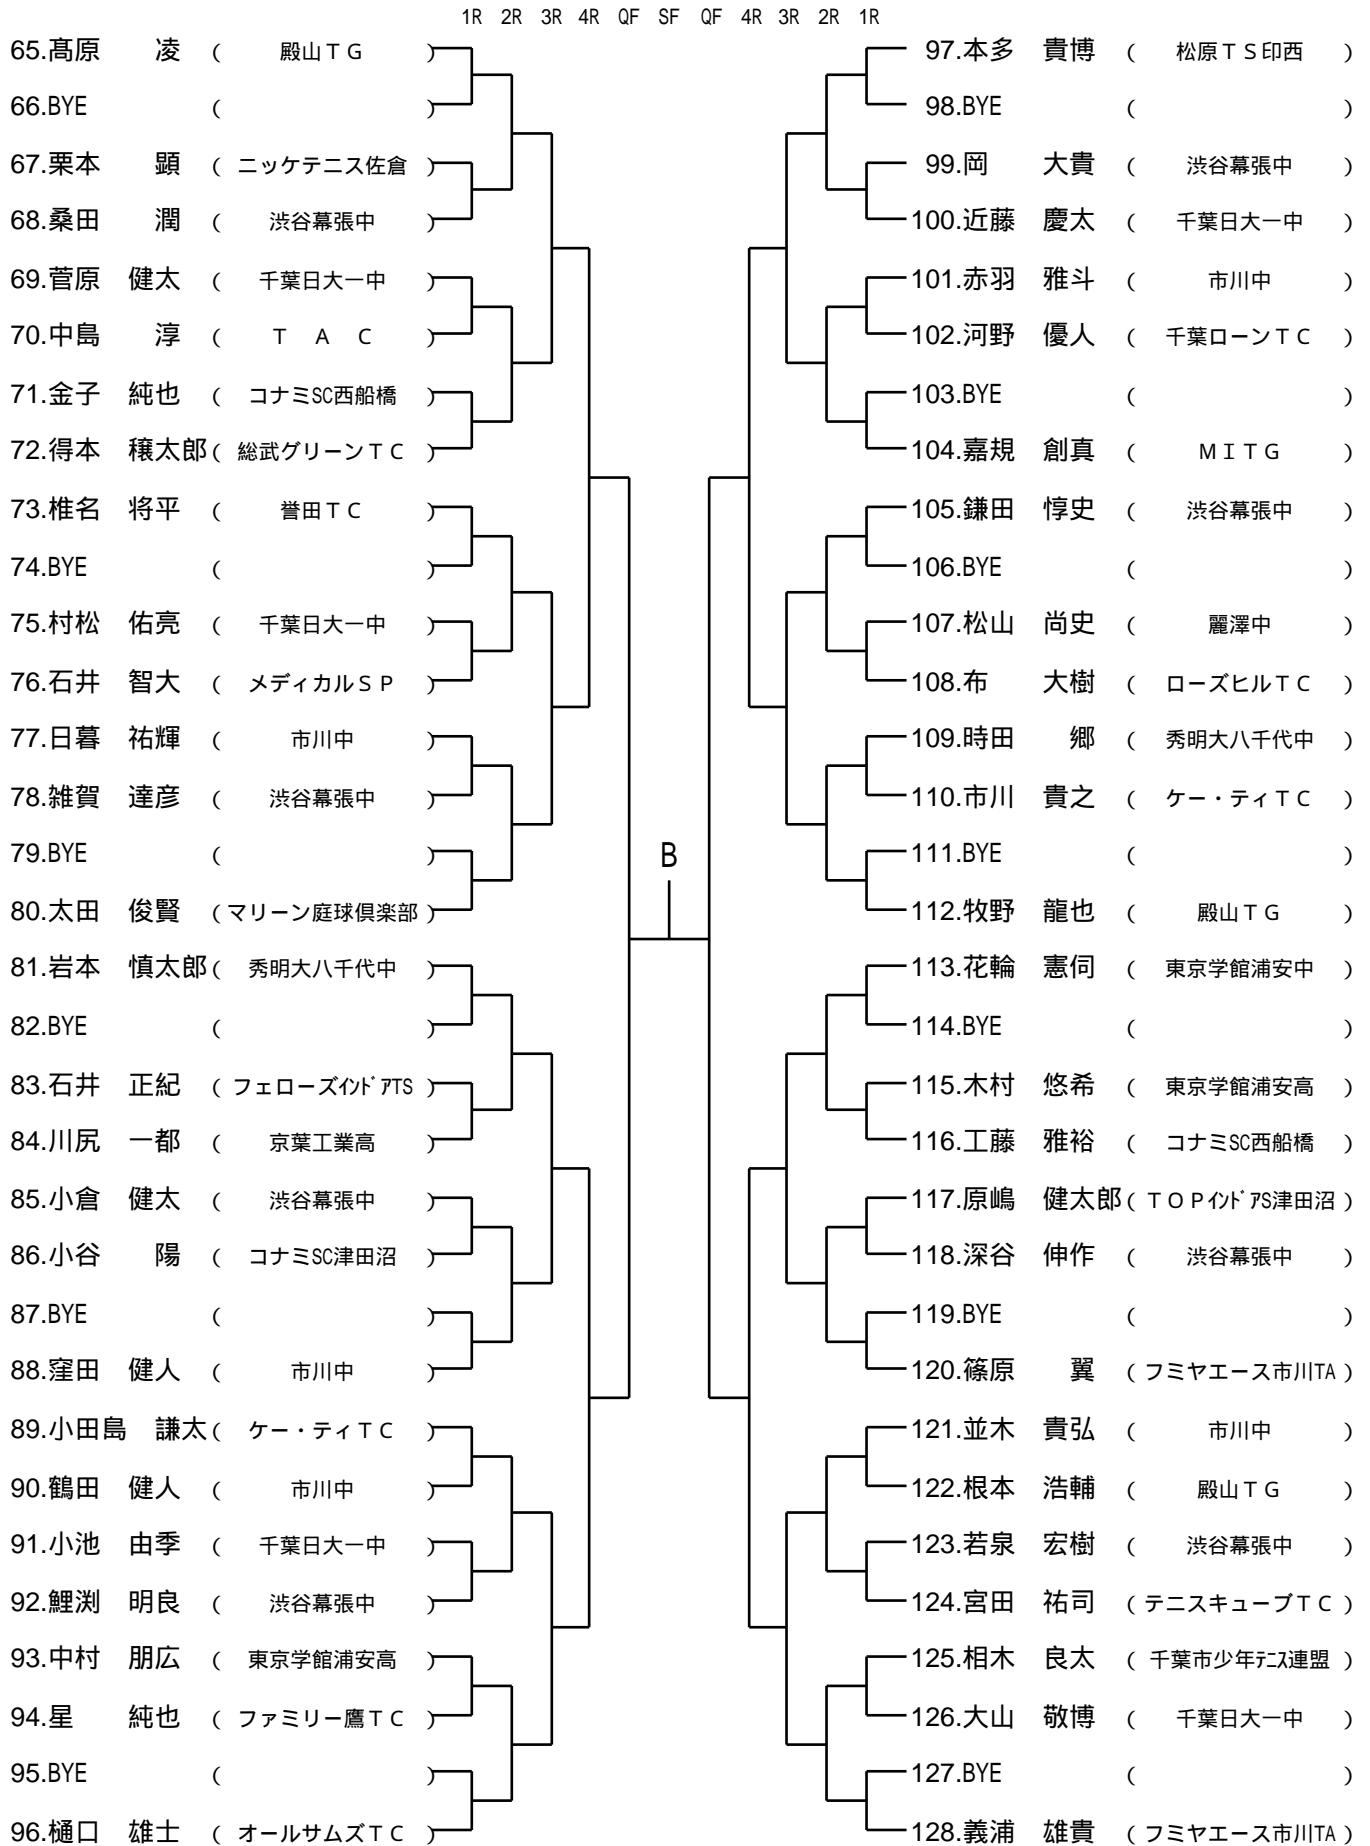 1R 2R 3R 4R QF SF QF 4R 3R 2R 1R
65.髙原 凌 ( 殿山ＴＧ )
66.BYE ( )
67.栗本 顕 ( ニッケテニス佐倉 )
68.桑田 潤 ( 渋谷幕張中 )
69.菅原 健太 ( 千葉日大一中 )
70.中島 淳 ( Ｔ Ａ Ｃ )
71.金子 純也 ( コナミSC西船橋 )
72.得本 穣太郎 ( 総武グリーンＴＣ )
73.椎名 将平 ( 誉田ＴＣ )
74.BYE ( )
75.村松 佑亮 ( 千葉日大一中 )
76.石井 智大 ( メディカルＳＰ )
77.日暮 祐輝 ( 市川中 )
78.雑賀 達彦 ( 渋谷幕張中 )
79.BYE ( )
80.太田 俊賢 ( マリーン庭球倶楽部 )
81.岩本 慎太郎 ( 秀明大八千代中 )
82.BYE ( )
83.石井 正紀 ( フェローズｲﾝﾄﾞｱTS )
84.川尻 一都 ( 京葉工業高 )
85.小倉 健太 ( 渋谷幕張中 )
86.小谷 陽 ( コナミSC津田沼 )
87.BYE ( )
88.窪田 健人 ( 市川中 )
89.小田島 謙太 ( ケー・ティＴＣ )
90.鶴田 健人 ( 市川中 )
91.小池 由季 ( 千葉日大一中 )
92.鯉渕 明良 ( 渋谷幕張中 )
93.中村 朋広 ( 東京学館浦安高 )
94.星 純也 ( ファミリー鷹ＴＣ )
95.BYE ( )
96.樋口 雄士 ( オールサムズＴＣ )
B
97.本多 貴博 ( 松原ＴＳ印西 )
98.BYE ( )
99.岡 大貴 ( 渋谷幕張中 )
100.近藤 慶太 ( 千葉日大一中 )
101.赤羽 雅斗 ( 市川中 )
102.河野 優人 ( 千葉ローンＴＣ )
103.BYE ( )
104.嘉規 創真 ( ＭＩＴＧ )
105.鎌田 惇史 ( 渋谷幕張中 )
106.BYE ( )
107.松山 尚史 ( 麗澤中 )
108.布 大樹 ( ローズヒルＴＣ )
109.時田 郷 ( 秀明大八千代中 )
110.市川 貴之 ( ケー・ティＴＣ )
111.BYE ( )
112.牧野 龍也 ( 殿山ＴＧ )
113.花輪 憲伺 ( 東京学館浦安中 )
114.BYE ( )
115.木村 悠希 ( 東京学館浦安高 )
116.工藤 雅裕 ( コナミSC西船橋 )
117.原嶋 健太郎 ( ＴＯＰｲﾝﾄﾞｱS津田沼 )
118.深谷 伸作 ( 渋谷幕張中 )
119.BYE ( )
120.篠原 翼 ( フミヤエース市川TA )
121.並木 貴弘 ( 市川中 )
122.根本 浩輔 ( 殿山ＴＧ )
123.若泉 宏樹 ( 渋谷幕張中 )
124.宮田 祐司 ( テニスキューブＴＣ )
125.相木 良太 ( 千葉市少年ﾃﾆｽ連盟 )
126.大山 敬博 ( 千葉日大一中 )
127.BYE ( )
128.義浦 雄貴 ( フミヤエース市川TA )